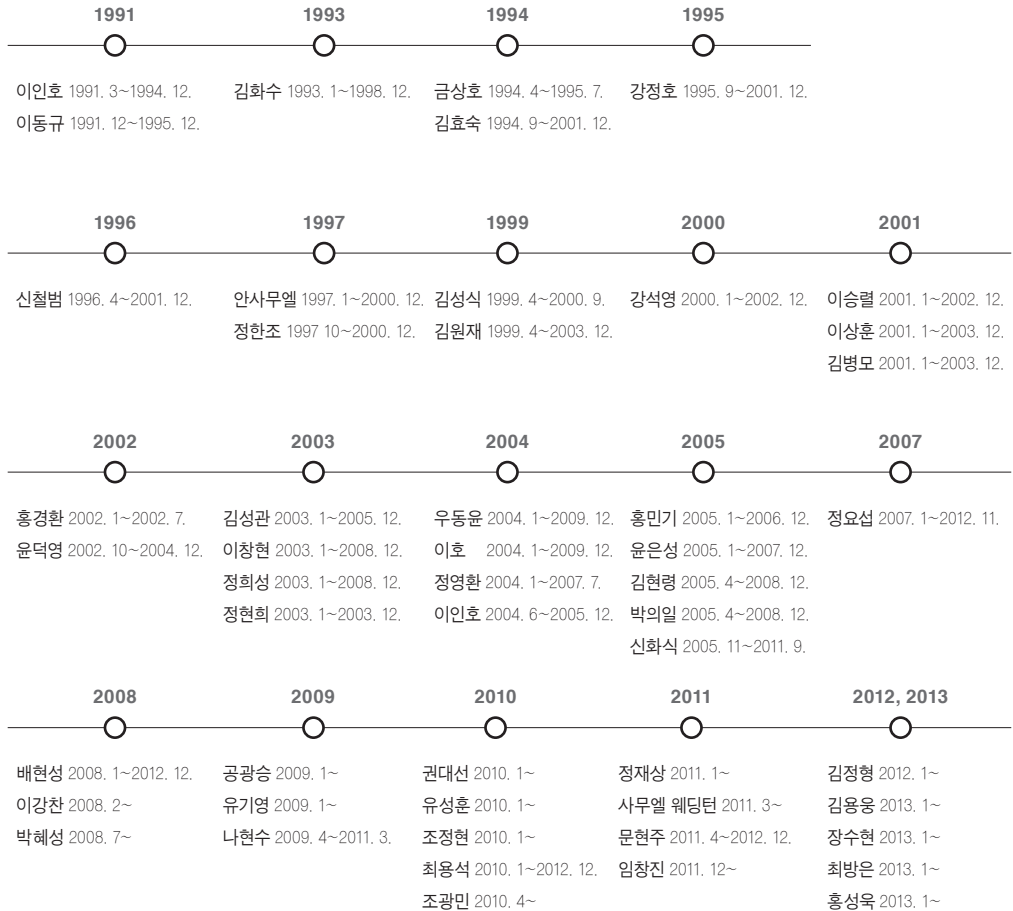 1991 1993 1994 1995
이인호 1991. 3~1994. 12. 김화수 1993. 1~1998. 12. 금상호 1994. 4~1995. 7. 강정호 1995. 9~2001. 12.
이동규 1991. 12~1995. 12. 김효숙 1994. 9~2001. 12.
1996 1997 1999 2000 2001
신철범 1996. 4~2001. 12. 안사무엘 1997. 1~2000. 12. 김성식 1999. 4~2000. 9. 강석영 2000. 1~2002. 12. 이승렬 2001. 1~2002. 12.
정한조 1997 10~2000. 12. 김원재 1999. 4~2003. 12. 이상훈 2001. 1~2003. 12.
김병모 2001. 1~2003. 12.
2002 2003 2004 2005 2007
홍경환 2002. 1~2002. 7. 김성관 2003. 1~2005. 12. 우동윤 2004. 1~2009. 12. 홍민기 2005. 1~2006. 12. 정요섭 2007. 1~2012. 11.
윤덕영 2002. 10~2004. 12. 이창현 2003. 1~2008. 12. 이호 2004. 1~2009. 12. 윤은성 2005. 1~2007. 12.
정희성 2003. 1~2008. 12. 정영환 2004. 1~2007. 7. 김현령 2005. 4~2008. 12.
정현희 2003. 1~2003. 12. 이인호 2004. 6~2005. 12. 박의일 2005. 4~2008. 12.
신화식 2005. 11~2011. 9.
2008 2009 2010 2011 2012, 2013
배현성 2008. 1~2012. 12. 공광승 2009. 1~ 권대선 2010. 1~ 정재상 2011. 1~ 김정형 2012. 1~
이강찬 2008. 2~ 유기영 2009. 1~ 유성훈 2010. 1~ 사무엘 웨딩턴 2011. 3~ 김용웅 2013. 1~
박혜성 2008. 7~ 나현수 2009. 4~2011. 3. 조정현 2010. 1~ 문현주 2011. 4~2012. 12. 장수현 2013. 1~
최용석 2010. 1~2012. 12. 임창진 2011. 12~ 최방은 2013. 1~
조광민 2010. 4~ 홍성욱 2013. 1~